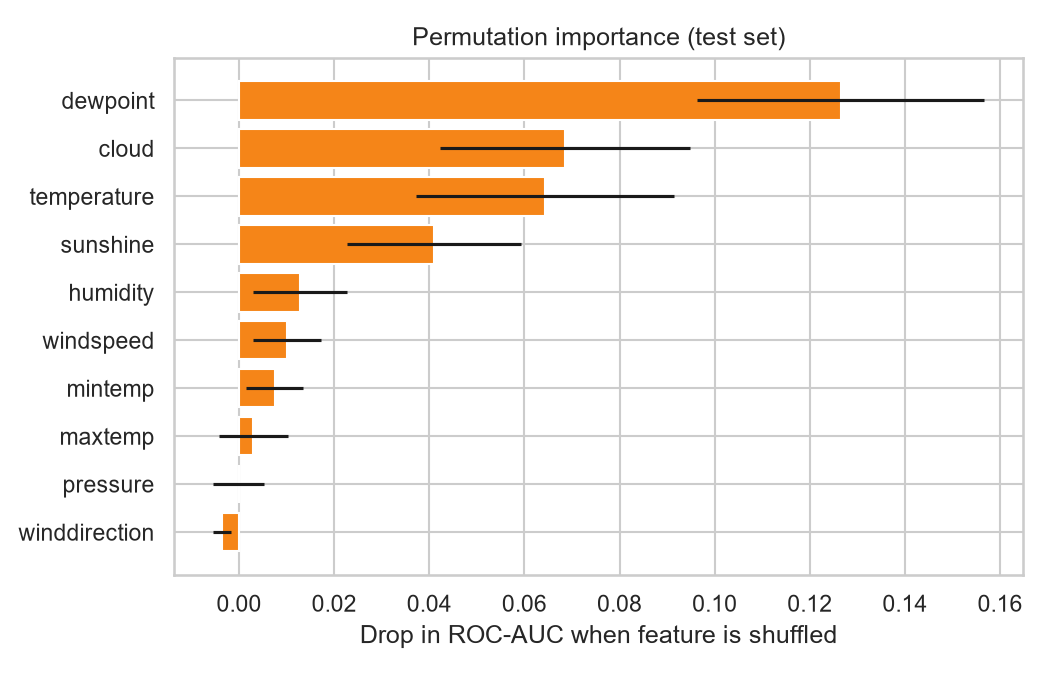 Permutation importance (test set)
dewpoint
cloud
temperature
sunshine
humidity
windspeed
mintemp
maxtemp
pressure
winddirection
0.00 0.02 0.04 0.06 0.08 0.10 0.12 0.14 0.16
Drop in ROC-AUC when feature is shuffled